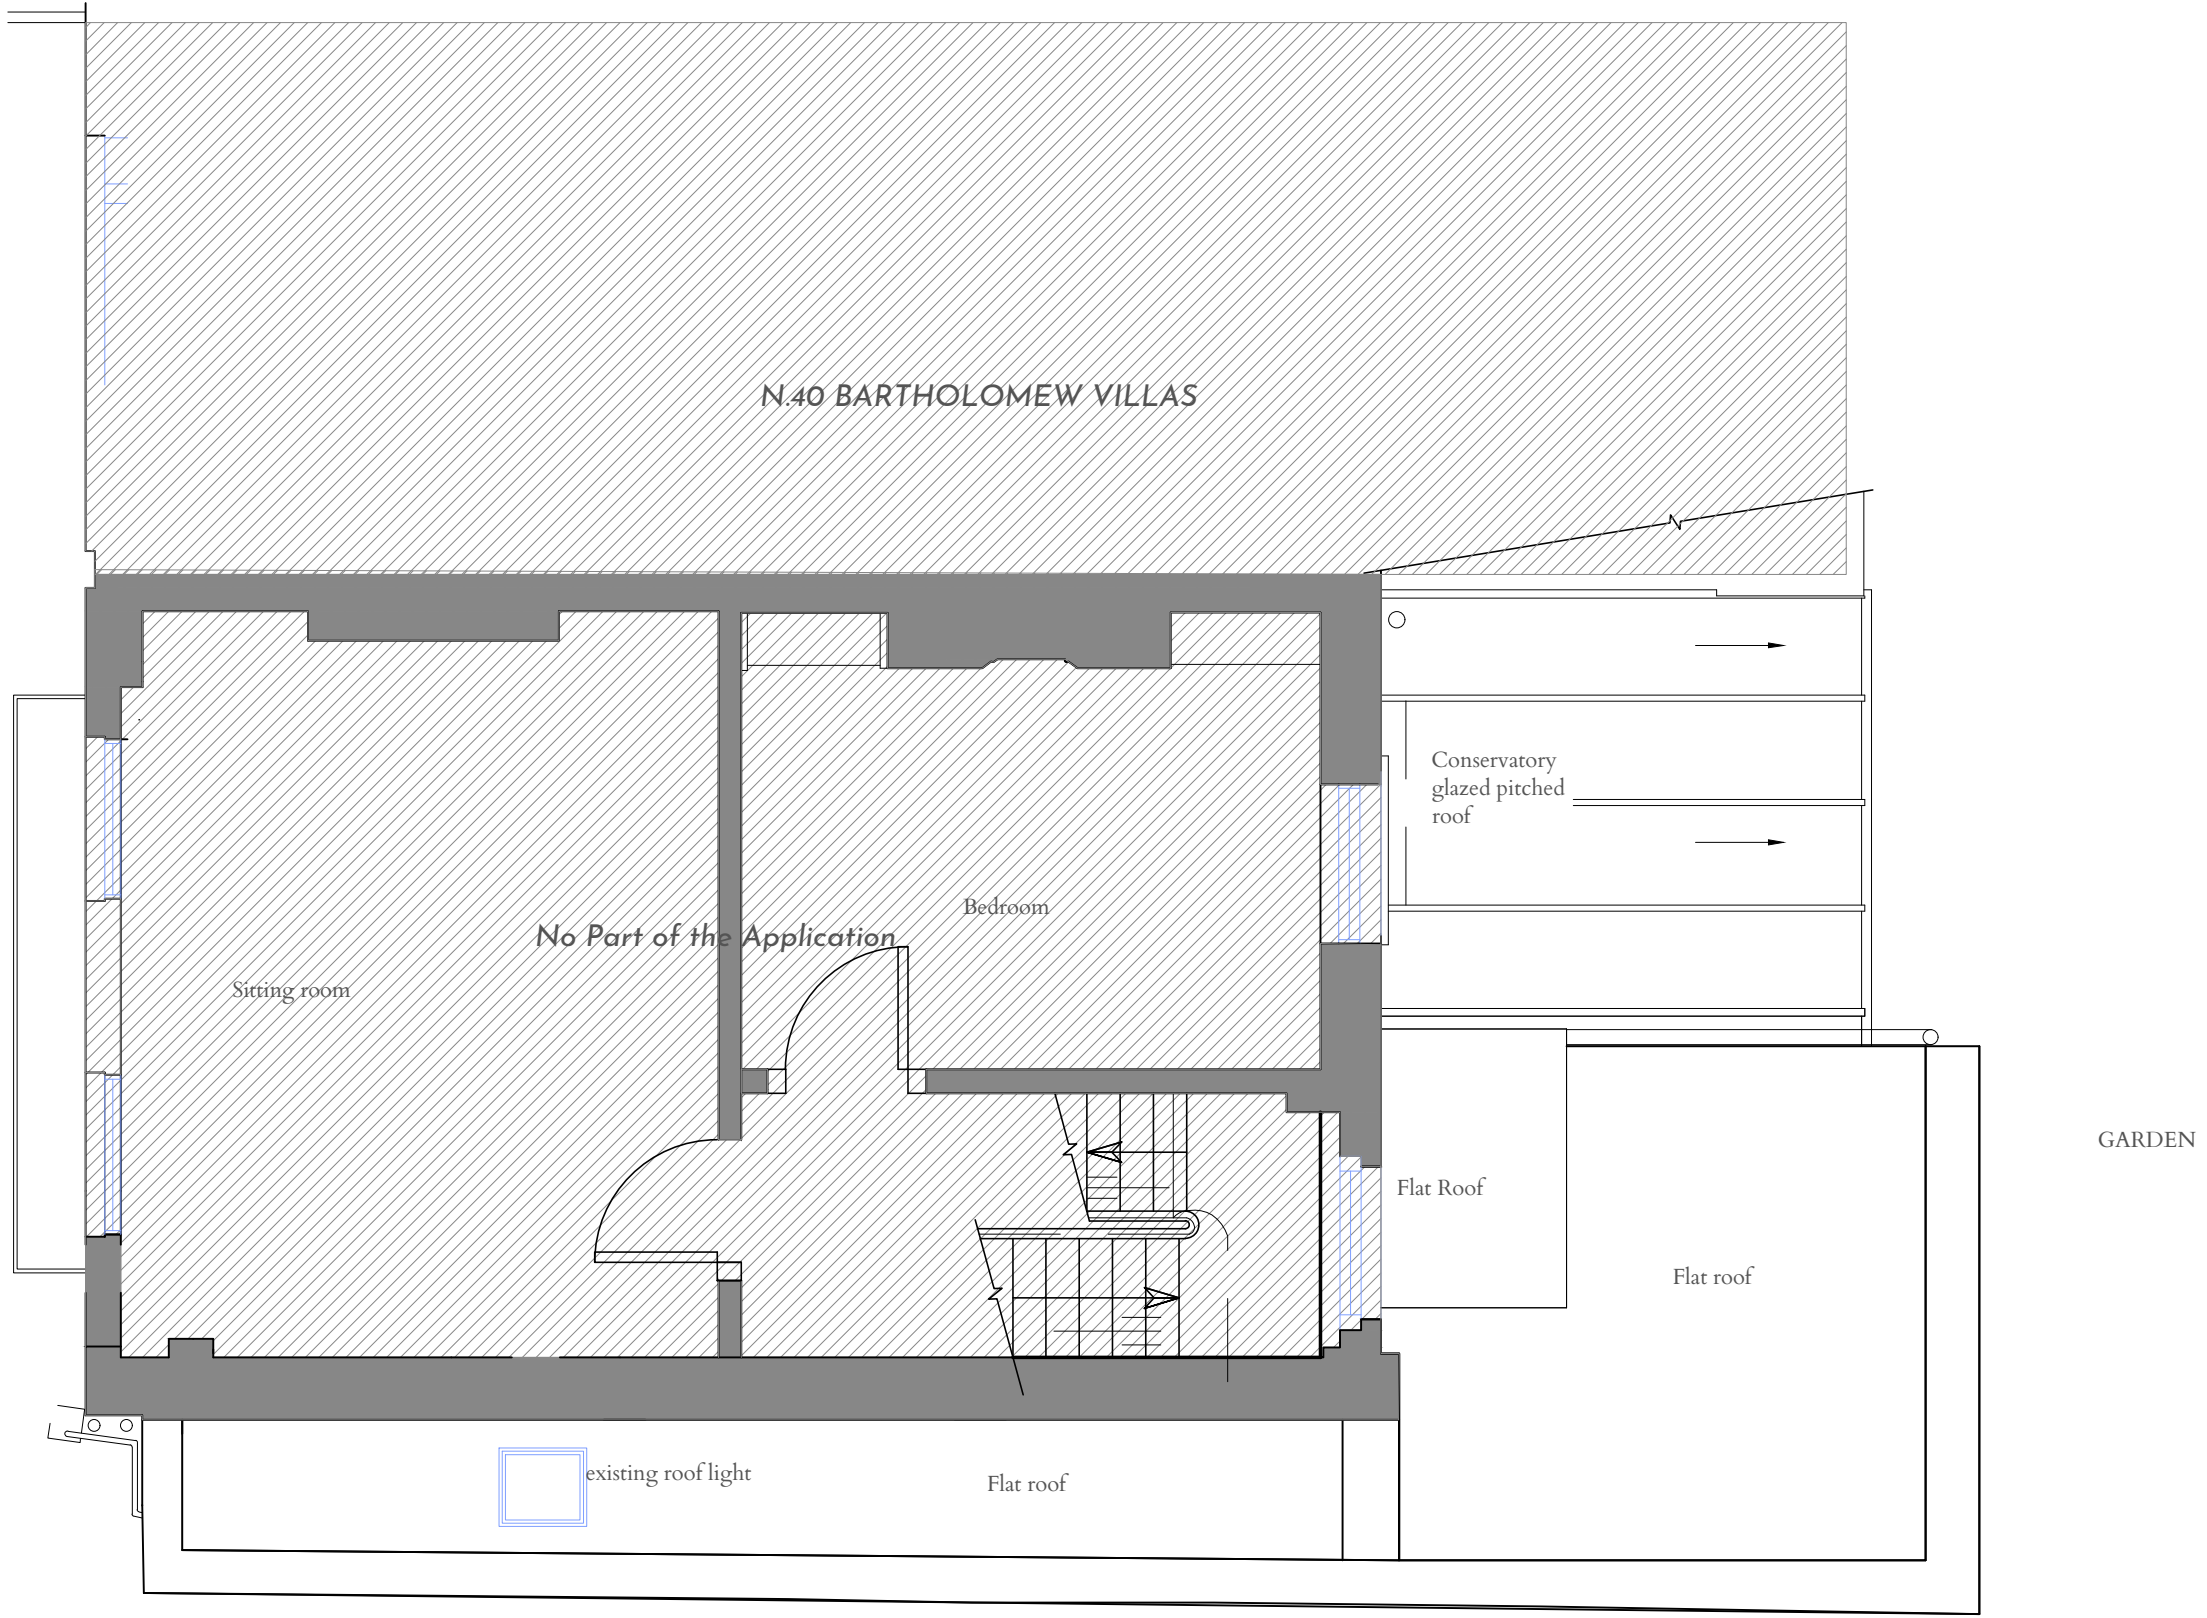 N.40 BARTHOLOMEW VILLAS
Conservatory
glazed pitched
roof
Bedroom
No Part of the Application
Sitting room
GARDEN
Flat Roof
Flat roof
existing roof light
Flat roof